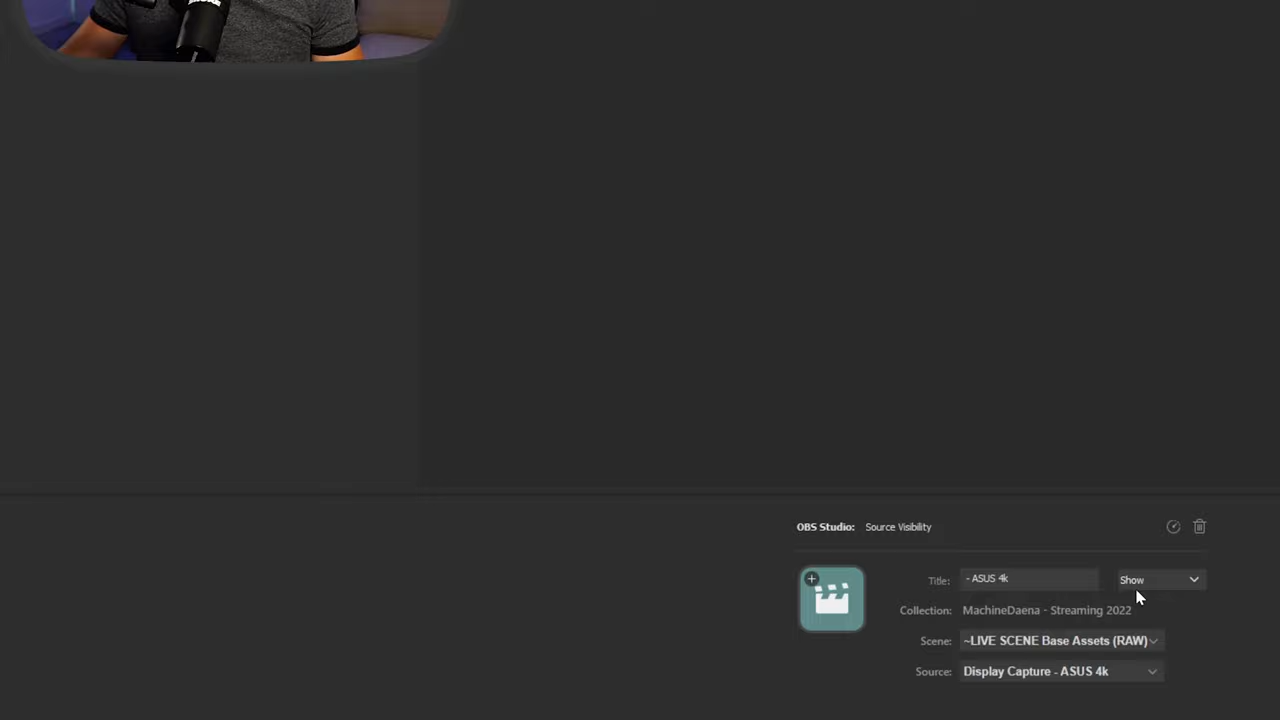 OBS Studio: Source Visibility
Title: - ASUS 4k Show
Collection: MachineDaena - Streaming 2022
Scene: ~LIVE SCENE Base Assets (RAW)
Source: Display Capture - ASUS 4k